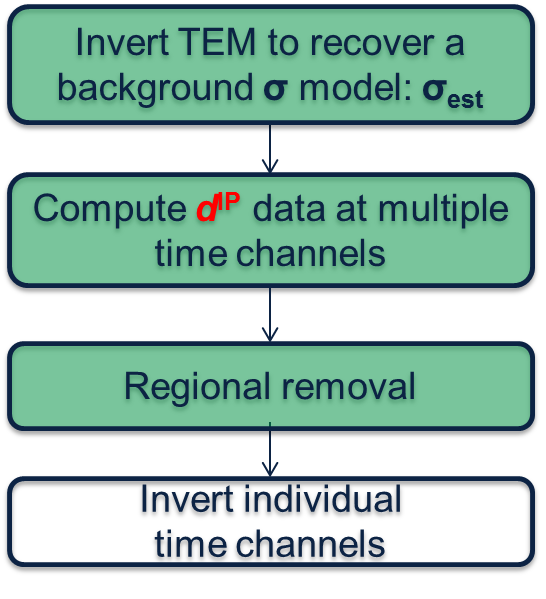 Invert TEM to recover a
background σ model: σest
Compute dIP data at multiple
time channels
Regional removal
Invert individual
time channels